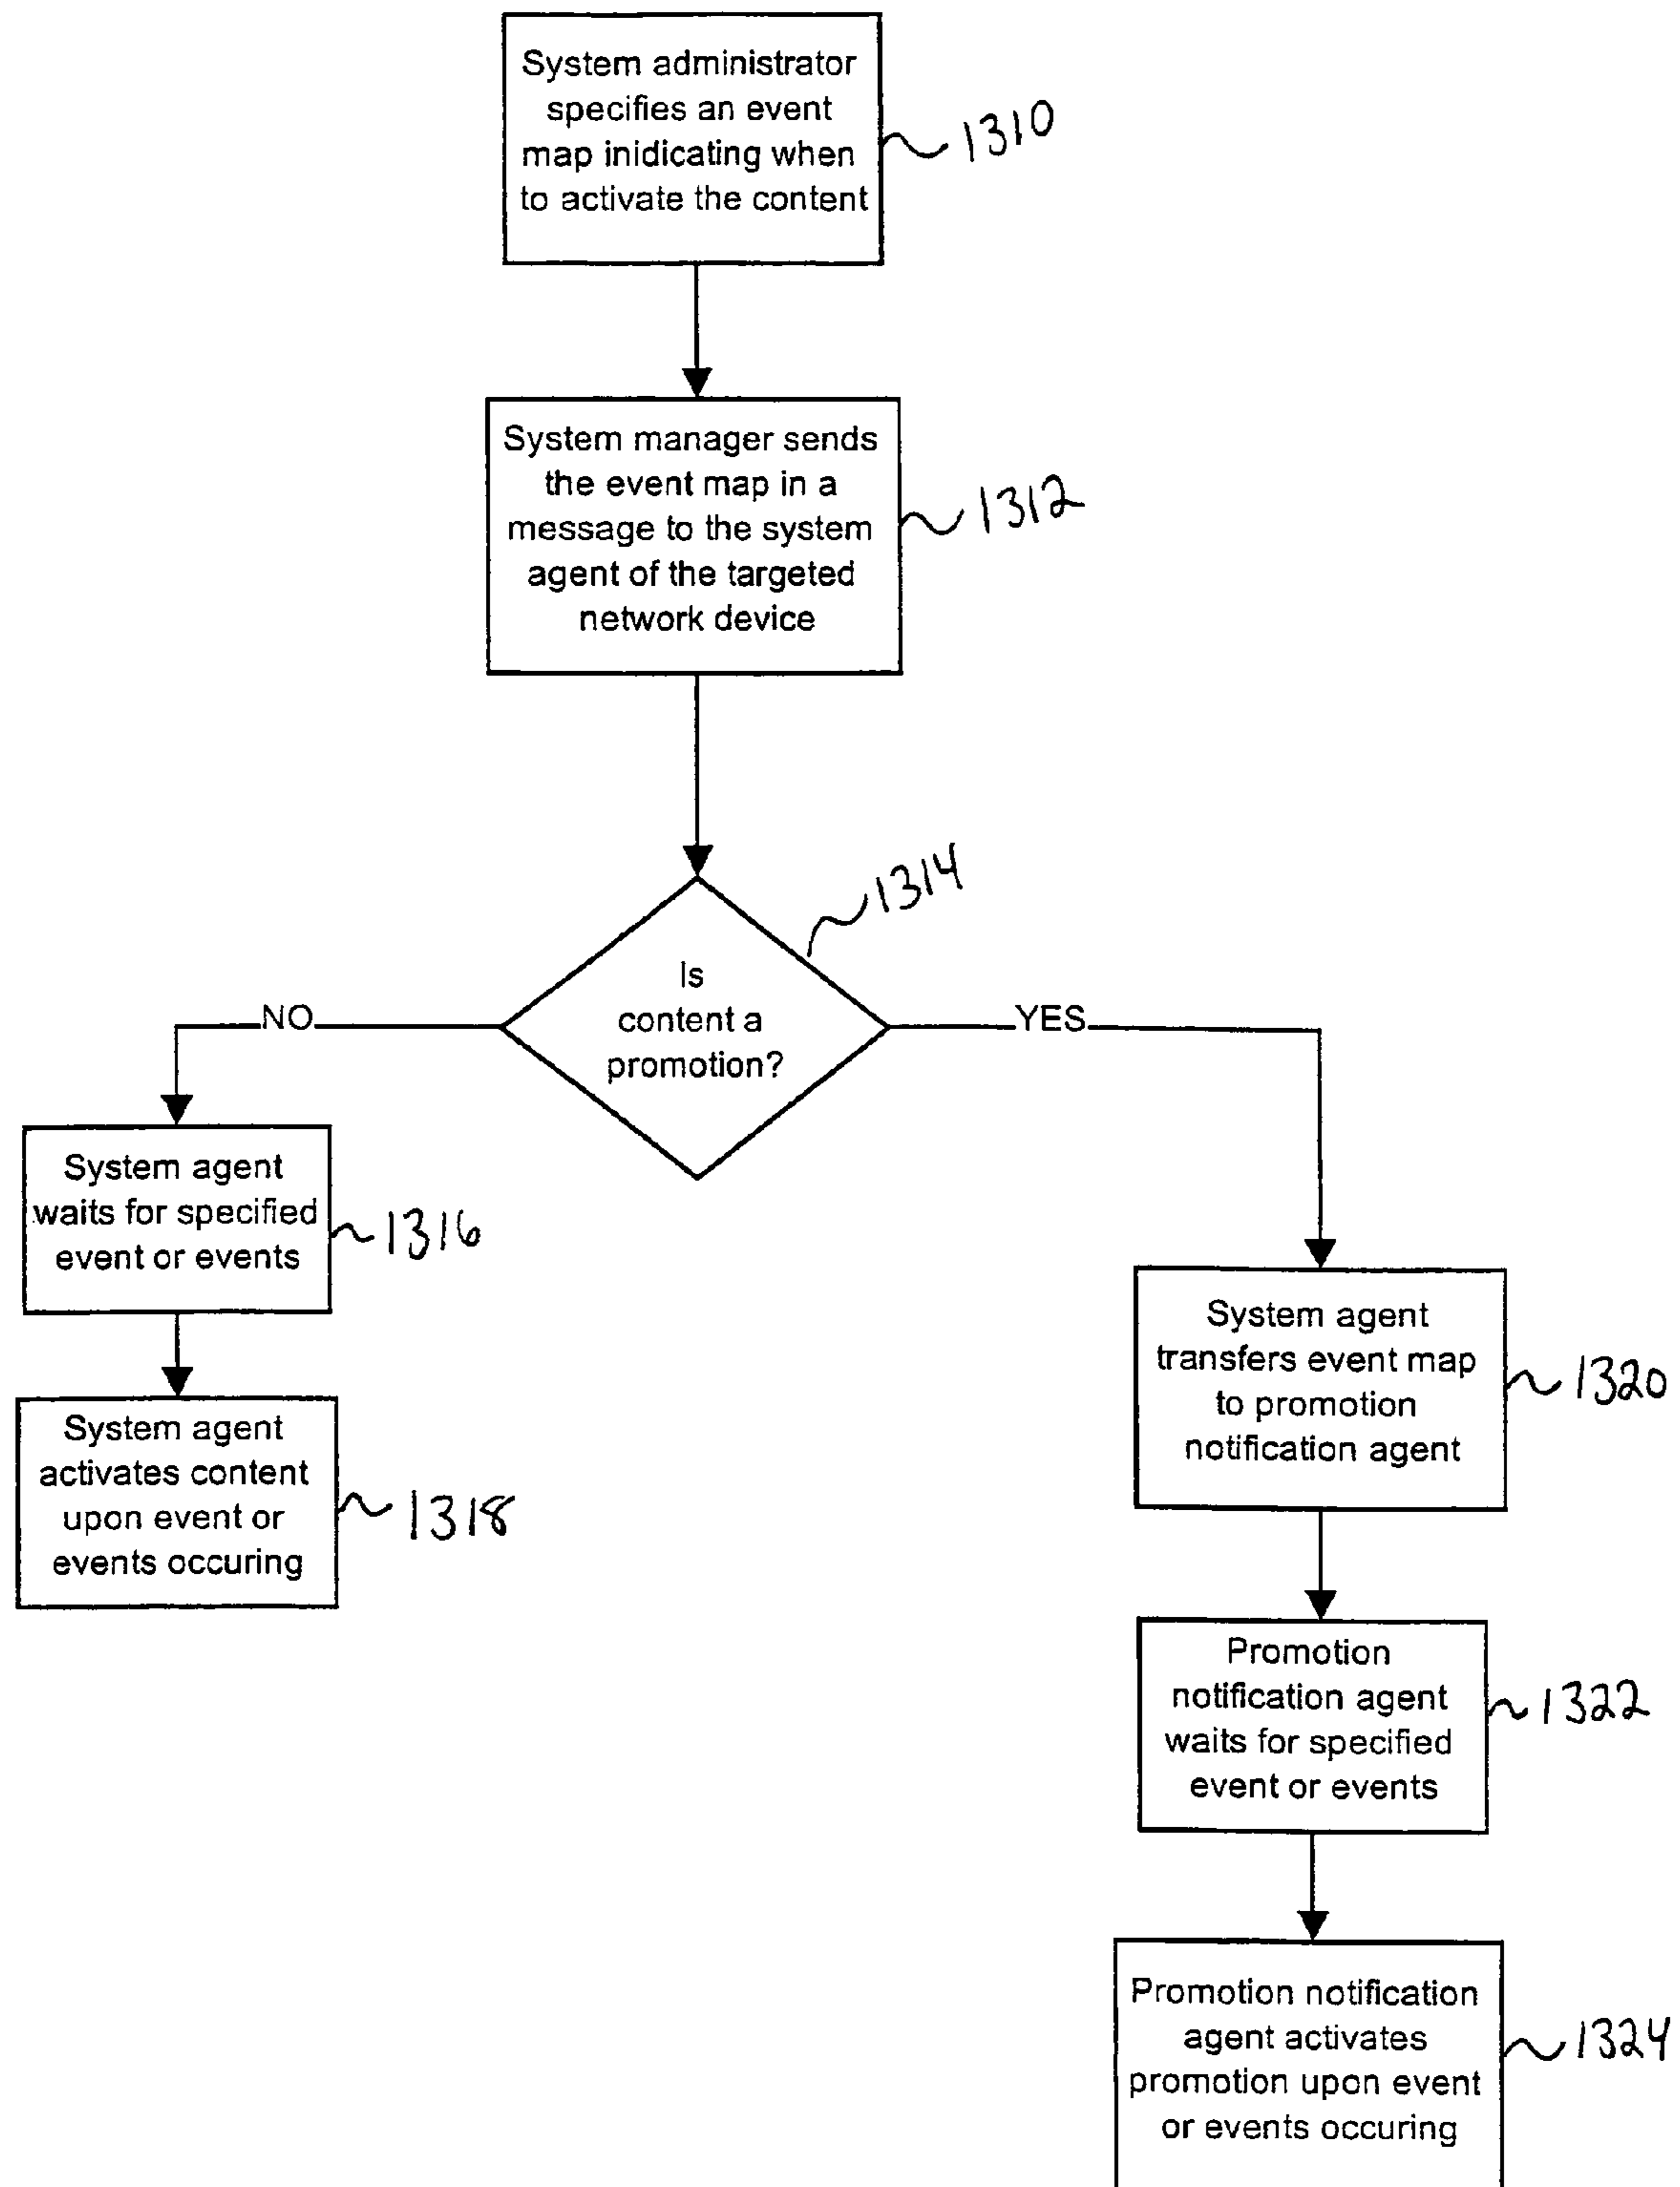 System administrator
specifies an event
map inidicating when
to activate the content
1310
System manager sends
the event map in a
message to the system
agent of the targeted
network device
1312
1314
Is
content a
promotion?
NO
YES
System agent
waits for specified
event or events
1316
System agent
activates content
upon event or
events occuring
1318
System agent
transfers event map
to promotion
notification agent
1320
Promotion
notification agent
waits for specified
event or events
1322
Promotion notification
agent activates
promotion upon event
or events occuring
1324